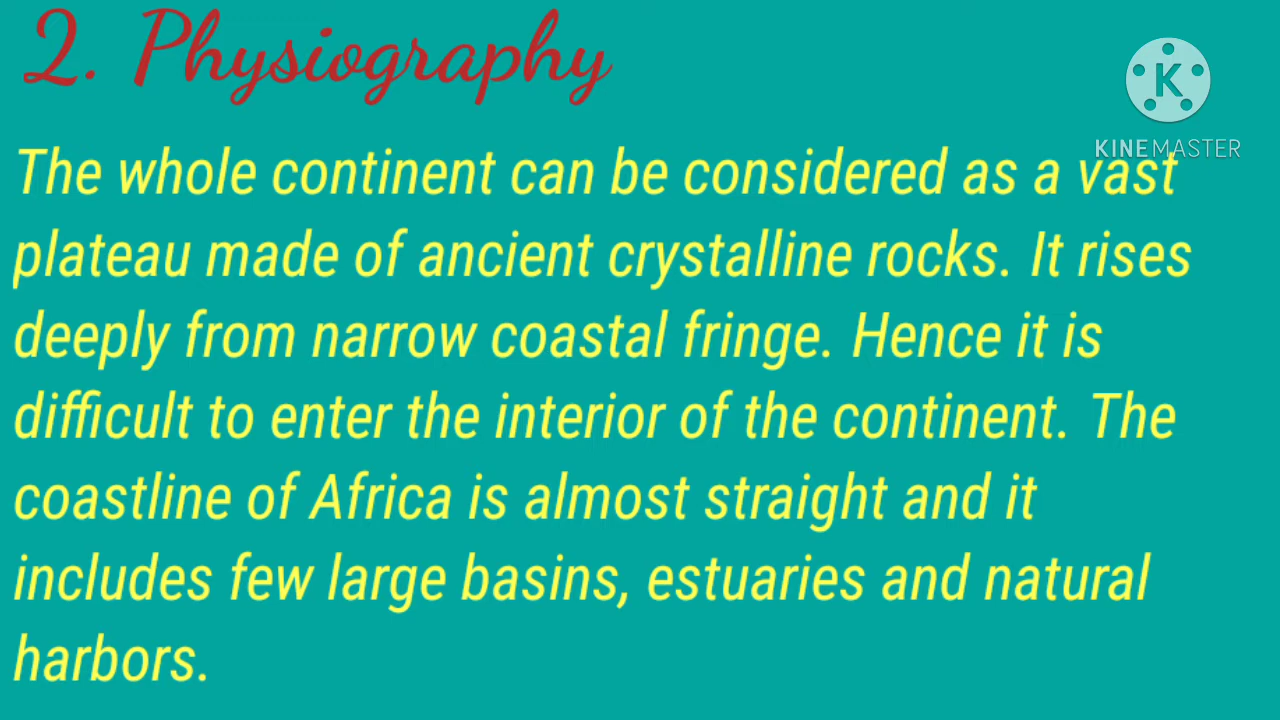 2. Physiography
K
KINEMASTER
The whole continent can be considered as a vast
plateau made of ancient crystalline rocks. It rises
deeply from narrow coastal fringe. Hence it is
difficult to enter the interior of the continent. The
coastline of Africa is almost straight and it
includes few large basins, estuaries and natural
harbors.